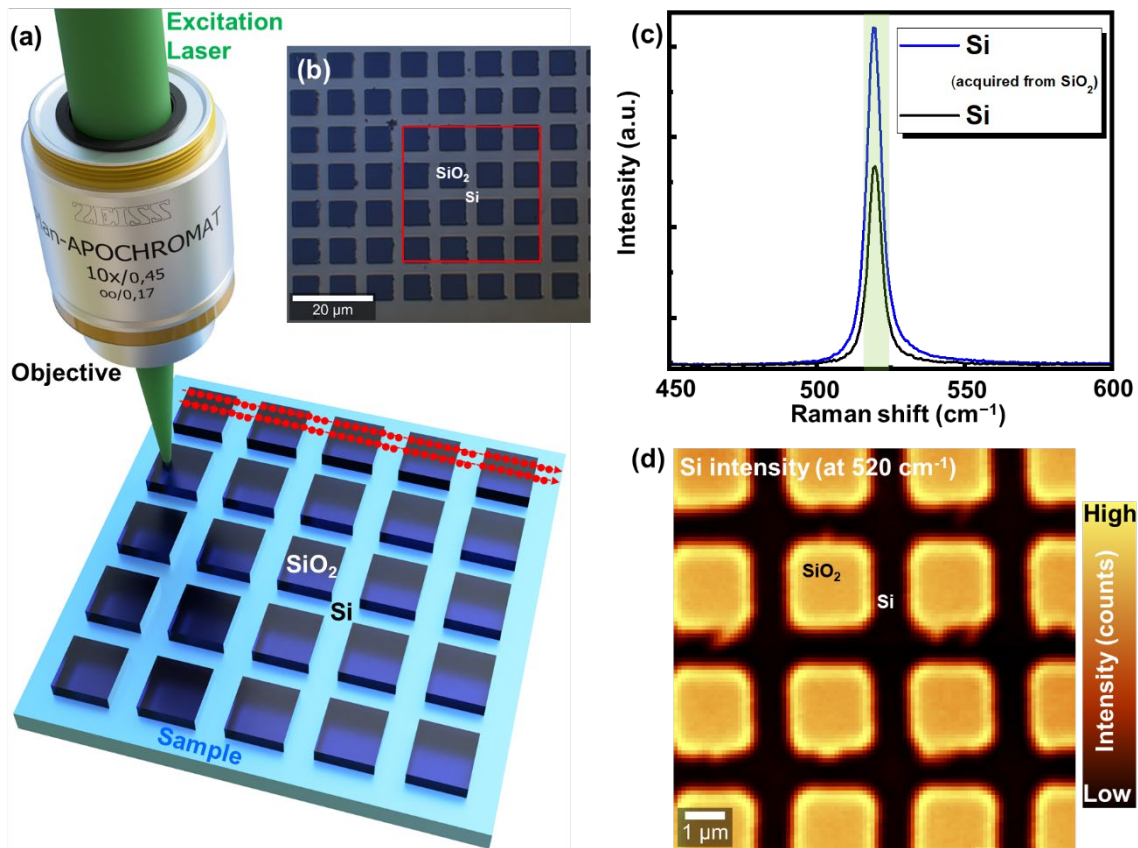 (a)
Excitation
Laser
ZEISS
lan-APOCHROMAT
10x/0,45
∞/0,17
Objective
SiO₂
Si
Sample
(b)
SiO₂
Si
20 µm
(c)
Si
(acquired from SiO₂)
Si
Intensity (a.u.)
450 500 550 600
Raman shift (cm⁻¹)
(d)
Si intensity (at 520 cm⁻¹)
SiO₂
Si
1 µm
High
Intensity (counts)
Low